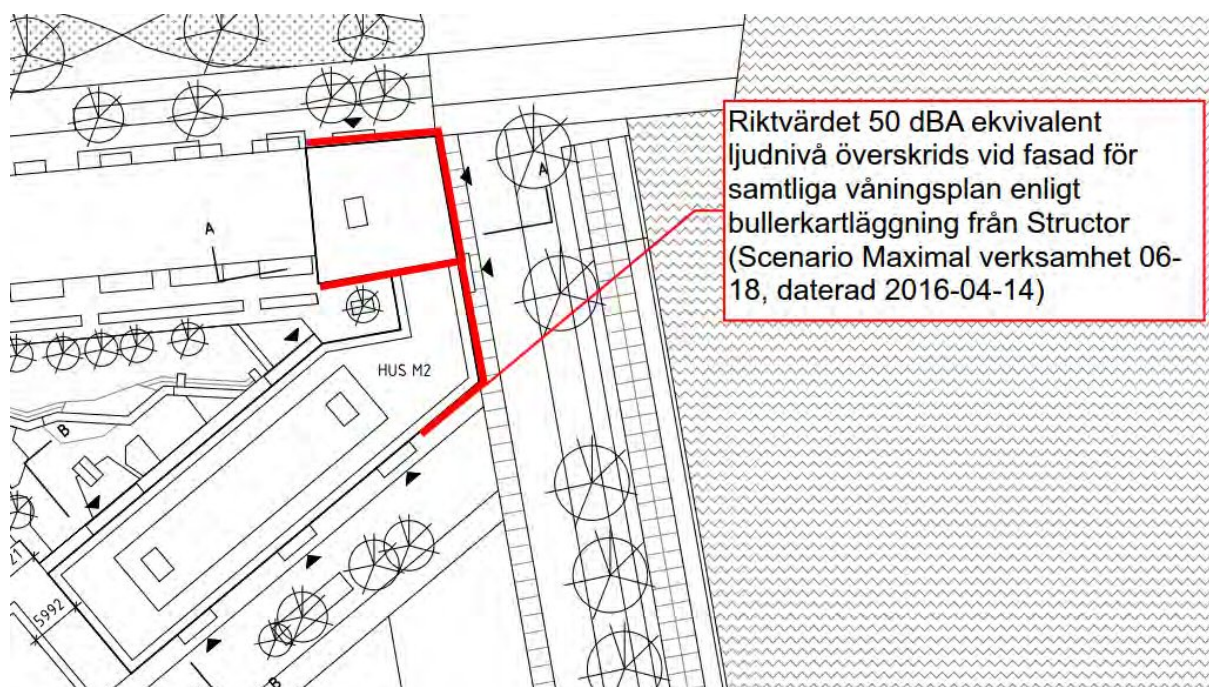 Riktvärdet 50 dBA ekvivalent
ljudnivå överskrids vid fasad för
samtliga våningsplan enligt
bullerkartläggning från Structor
(Scenario Maximal verksamhet 06-
18, daterad 2016-04-14)
A
A
HUS M2
B
21
5992
B